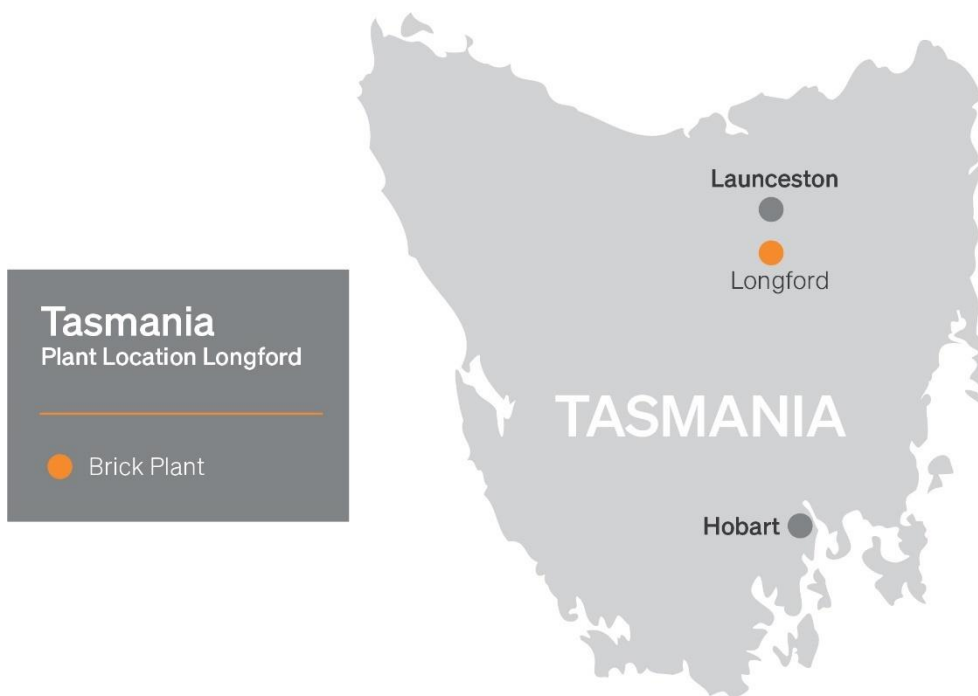 Launceston
Longford
Tasmania
Plant Location Longford
TASMANIA
Brick Plant
Hobart